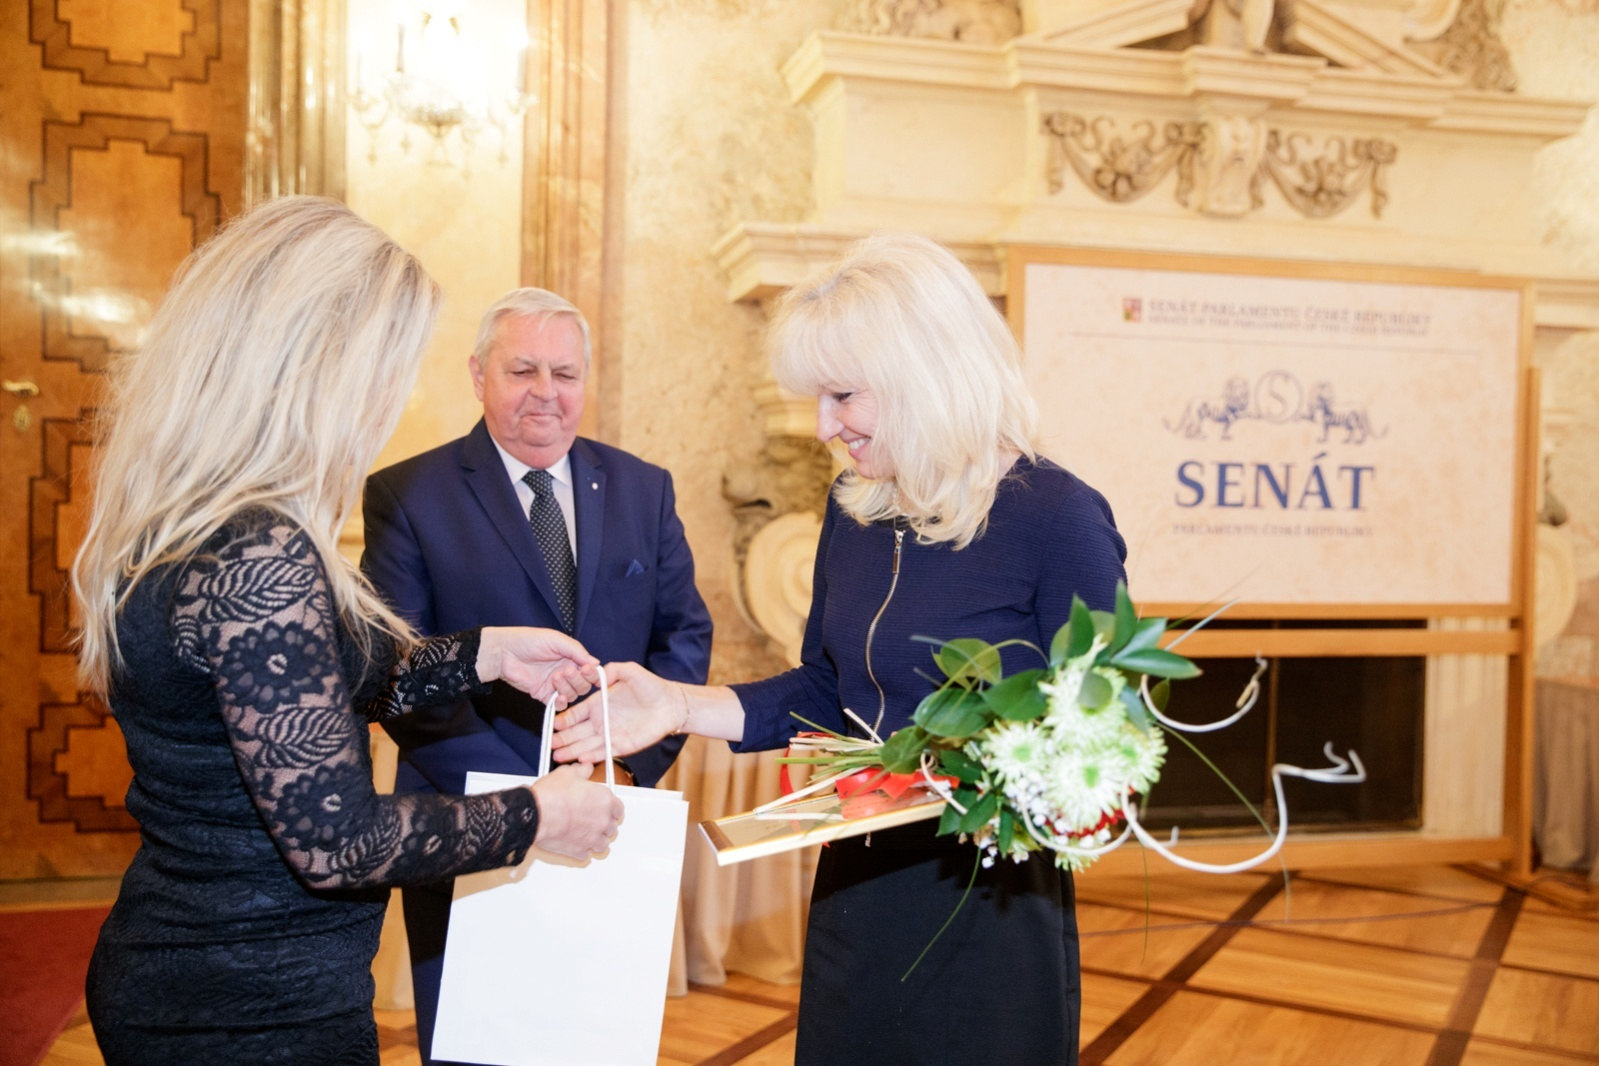 SENÁT PARLAMENTU ČESKÉ REPUBLIKY
SENATE OF THE PARLIAMENT OF THE CZECH REPUBLIC
S
SENÁT
PARLAMENTU ČESKÉ REPUBLIKY